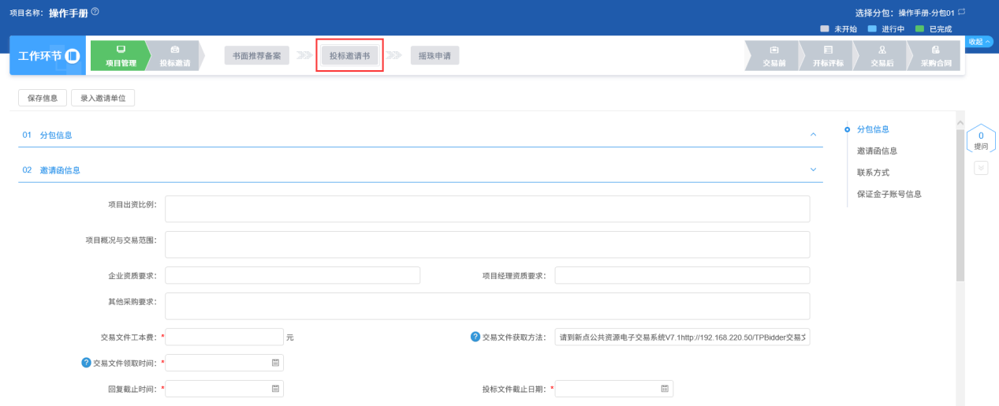 项目名称：操作手册
选择分包：操作手册-分包01
未开始 进行中 已完成
收起
工作环节 项目管理 投标邀请 书面推荐备案 投标邀请书 摇珠申请 交易前 开标评标 交易后 采购合同
保存信息 录入邀请单位
01 分包信息
02 邀请函信息
项目出资比例：
项目概况与交易范围：
企业资质要求： 项目经理资质要求：
其他采购要求：
交易文件工本费：* 元 ? 交易文件获取方法： 请到新点公共资源电子交易系统V7.1http://192.168.220.50/TPBidder交易文
? 交易文件领取时间：*
回复截止时间：* 投标文件截止日期：*
分包信息
邀请函信息
联系方式
保证金子账号信息
0
提问